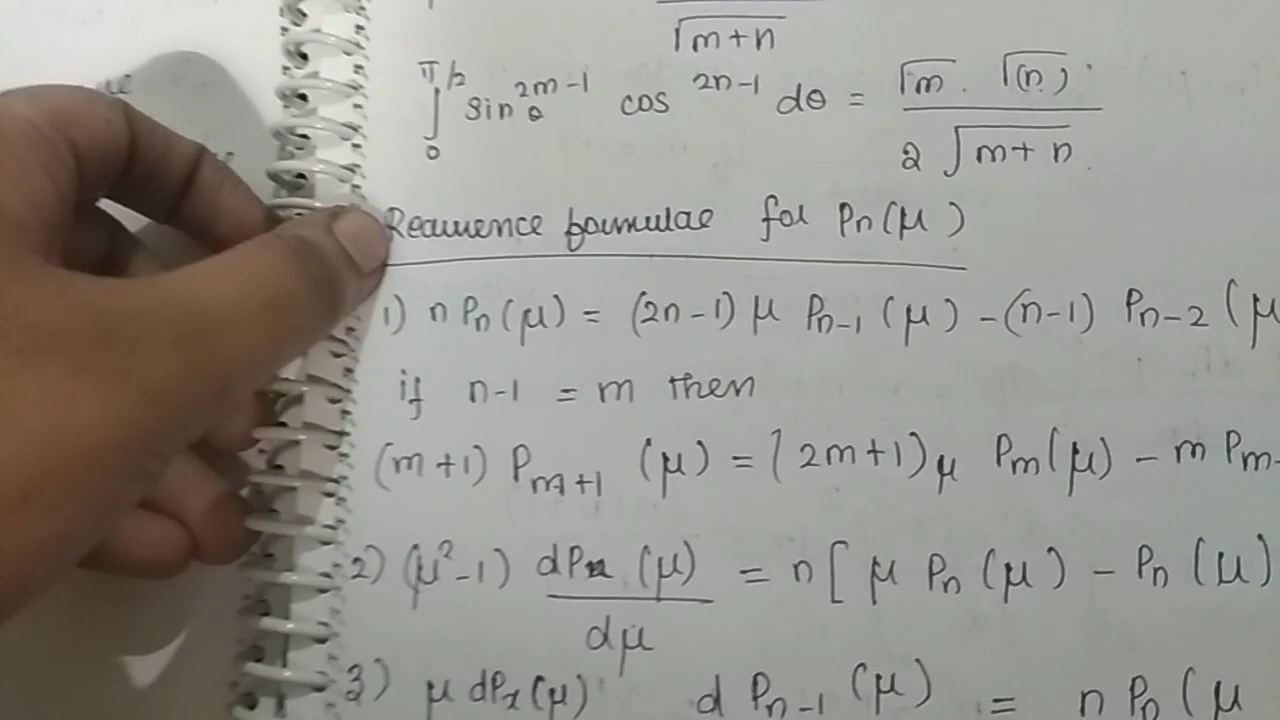 √m+n
π/2 ∫ 0 sin^2m-1 θ cos^2n-1 dθ = √m . √(n) / 2 √m+n
Recurrence formulae for Pn(μ)
1) n Pn(μ) = (2n-1) μ Pn-1 (μ) - (n-1) Pn-2 (μ
if n-1 = m then
(m+1) Pm+1 (μ) = (2m+1) μ Pm(μ) - m Pm-
2) (μ²-1) dPn (μ) / dμ = n [ μ Pn (μ) - Pn (μ)
3) μ dPx(μ) d Pn-1 (μ) = n Pn (μ